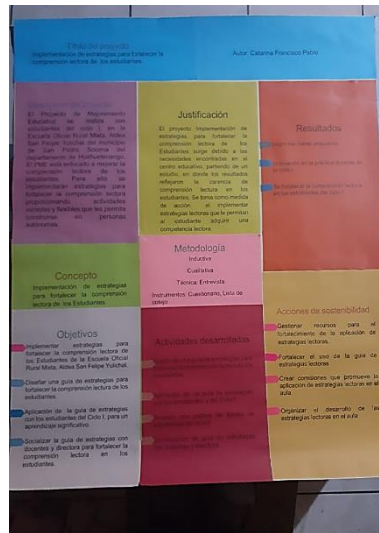 Título del proyecto
Implementación de estrategias para fortalecer la
comprensión lectora de los estudiantes.
Autor: Catarina Francisco Pablo
El Proyecto de Mejoramiento
Educativo se realiza con
estudiantes del ciclo I, en la
Escuela Oficial Rural Mixta, Aldea
San Felipe Yulchal del municipio
de San Pedro Soloma del
departamento de Huehuetenango.
El PME está enfocado a mejorar la
comprensión lectora de los
estudiantes. Para ello se
implementarán estrategias para
fortalecer la comprensión lectora
proporcionando actividades
variadas y flexibles que les permita
construirse en personas
autónomas.
Justificación
El proyecto Implementación de
estrategias para fortalecer la
comprensión lectora de los
Estudiantes surge debido a las
necesidades encontradas en el
centro educativo, partiendo de un
estudio, en donde los resultados
reflejaron la carencia de
comprensión lectora en los
estudiantes. Se toma como medida
de acción el implementar
estrategias lectoras que le permitan
al estudiante adquirir una
competencia lectora.
Resultados
Concepto
Implementación de estrategias
para fortalecer la comprensión
lectora de los Estudiantes.
Metodología
Inductiva
Cualitativa
Técnica: Entrevista
Instrumentos: Cuestionario, Lista de
cotejo
Objetivos
Implementar estrategias para
fortalecer la comprensión lectora de
los Estudiantes de la Escuela Oficial
Rural Mixta, Aldea San Felipe Yulchal.
Diseñar una guía de estrategias para
fortalecer la comprensión lectora de los
estudiantes.
Aplicación de la guía de estrategias
con los estudiantes del Ciclo I, para un
aprendizaje significativo.
Socializar la guía de estrategias con
docentes y directora para fortalecer la
comprensión lectora en los
estudiantes.
Actividades desarrolladas
Acciones de sostenibilidad
Gestionar recursos para el
fortalecimiento de la aplicación de
estrategias lectoras.
Fortalecer el uso de la guía de
estrategias lectoras
Crear comisiones que promueve la
aplicación de estrategias lectoras en el
aula
Organizar el desarrollo de las
estrategias lectoras en el aula